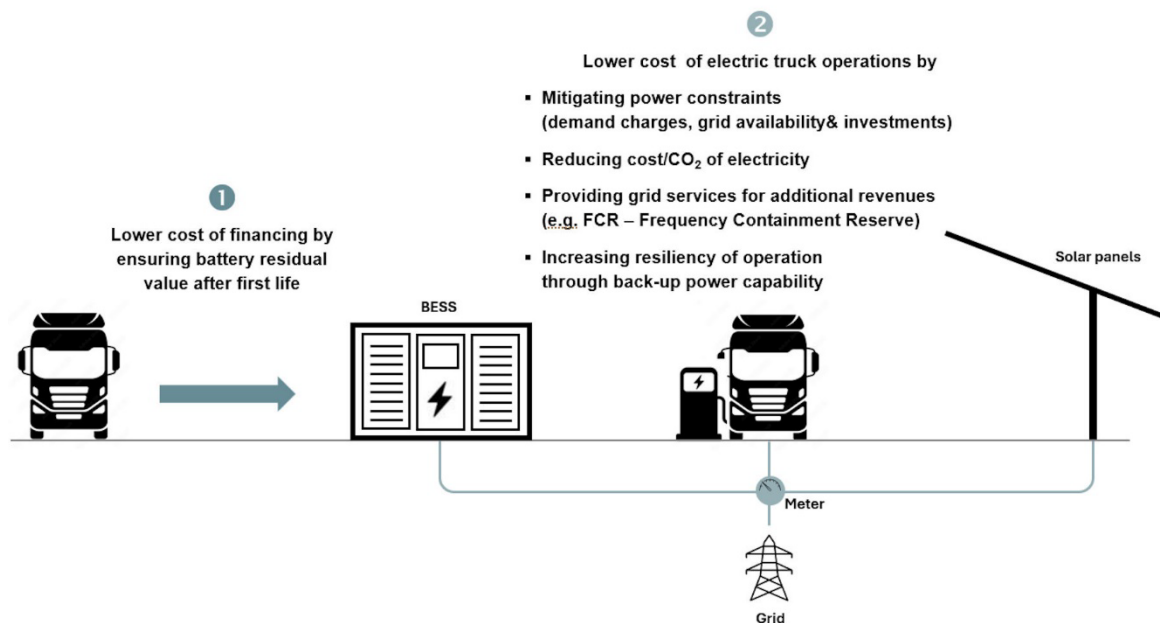 1
Lower cost of financing by
ensuring battery residual
value after first life
2
Lower cost of electric truck operations by
▪ Mitigating power constraints
(demand charges, grid availability& investments)
▪ Reducing cost/CO₂ of electricity
▪ Providing grid services for additional revenues
(e.g. FCR – Frequency Containment Reserve)
▪ Increasing resiliency of operation
through back-up power capability
BESS
Solar panels
Meter
Grid